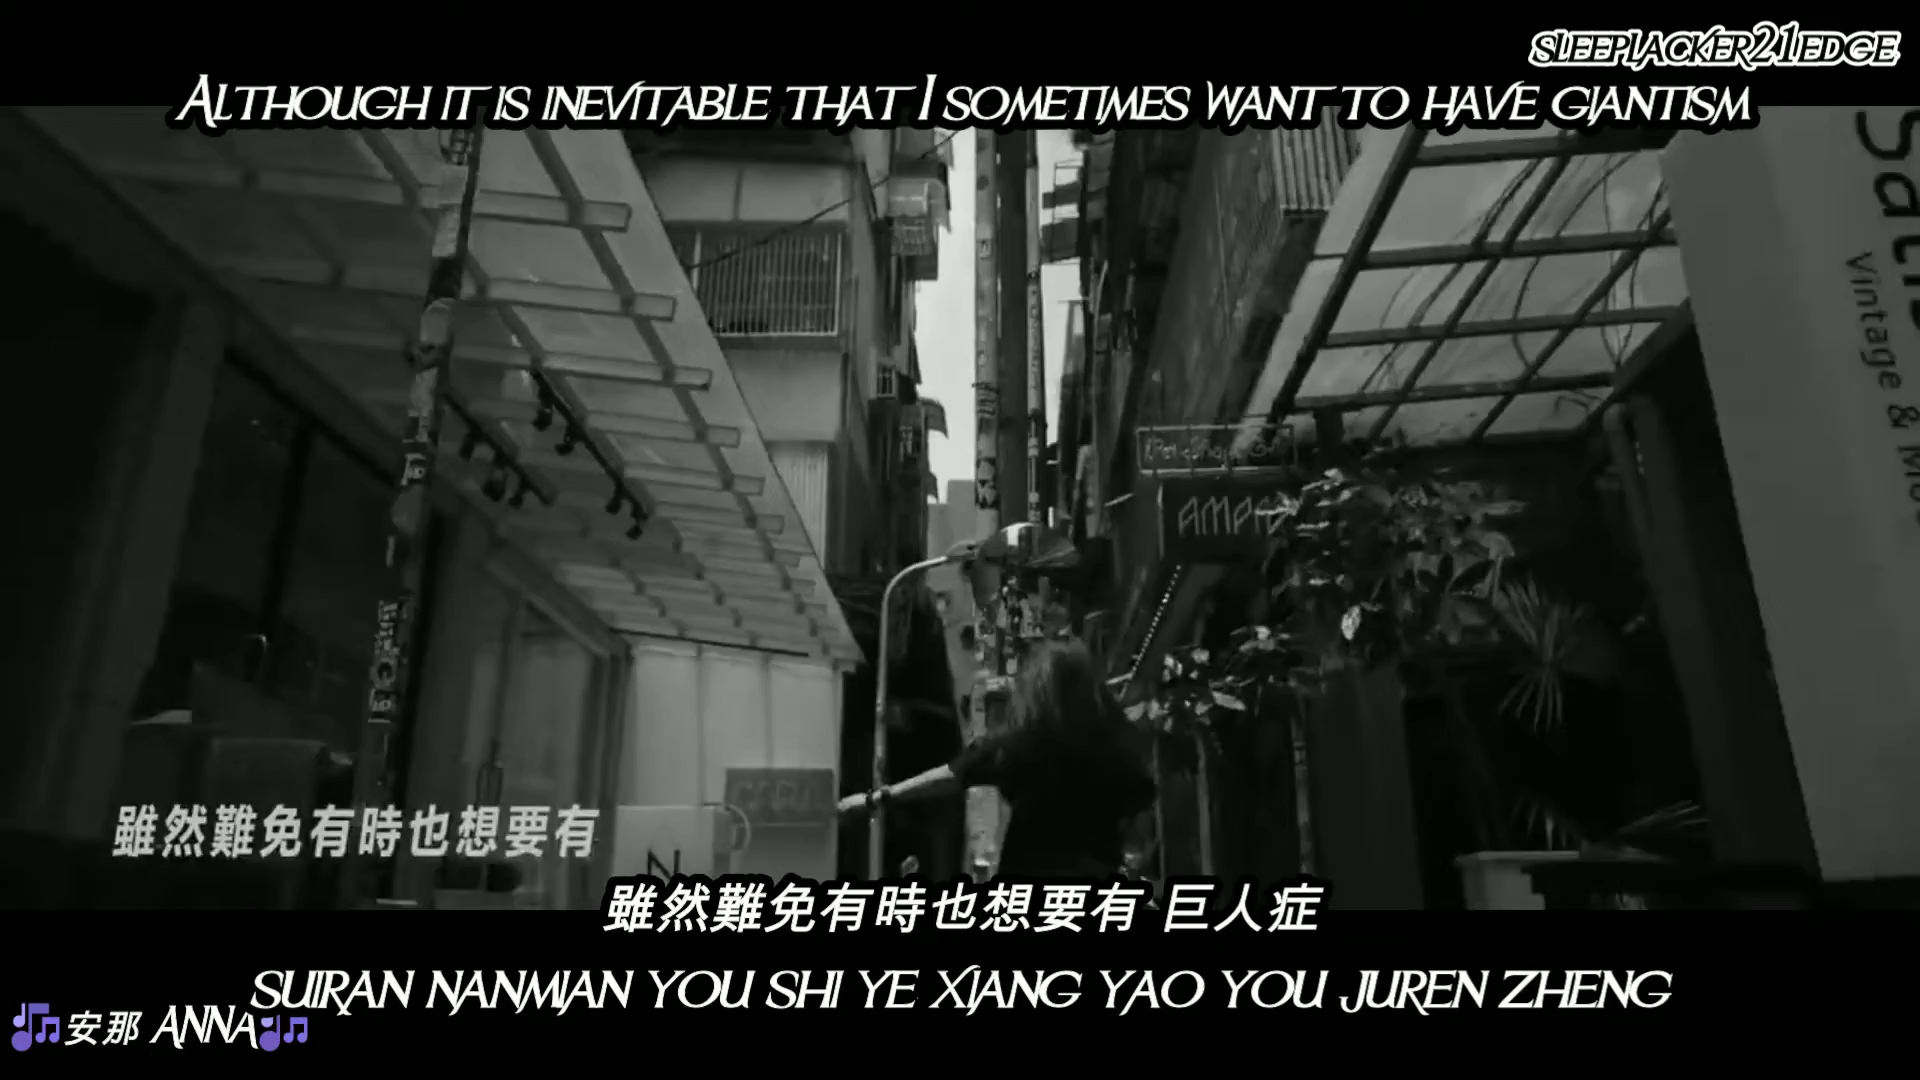 SLEEPJACKER21EDGE
ALTHOUGH IT IS INEVITABLE THAT I SOMETIMES WANT TO HAVE GIANTISM
Vintage &
雖然難免有時也想要有
雖然難免有時也想要有 巨人症
SUIRAN NANMIAN YOU SHI YE XIANG YAO YOU JUREN ZHENG
安那 ANNA